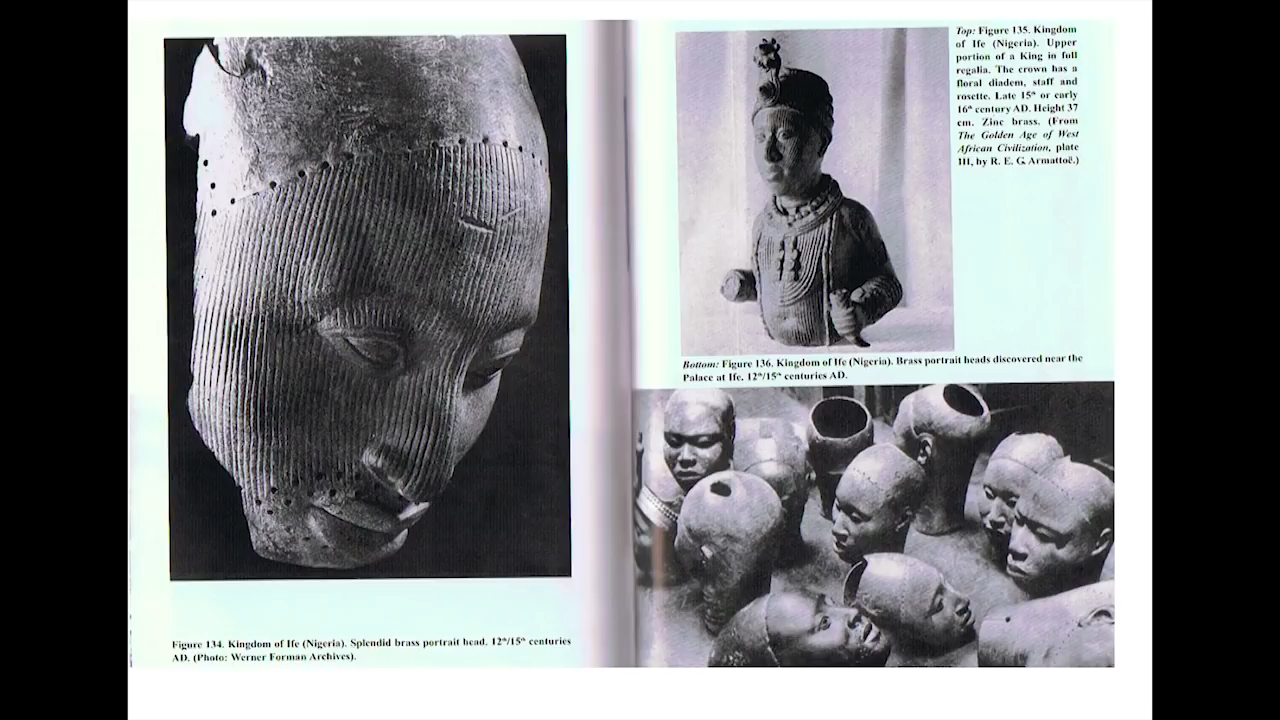 Top: Figure 135. Kingdom
of Ife (Nigeria). Upper
portion of a King in full
regalia. The crown has a
floral diadem, staff and
rosette. Late 15th or early
16th century AD. Height 37
cm. Zinc brass. (From
The Golden Age of West
African Civilization, plate
III, by R. E. G. Armattoë.)
Bottom: Figure 136. Kingdom of Ife (Nigeria). Brass portrait heads discovered near the
Palace at Ife. 12th/15th centuries AD.
Figure 134. Kingdom of Ife (Nigeria). Splendid brass portrait head. 12th/15th centuries
AD. (Photo: Werner Forman Archives).